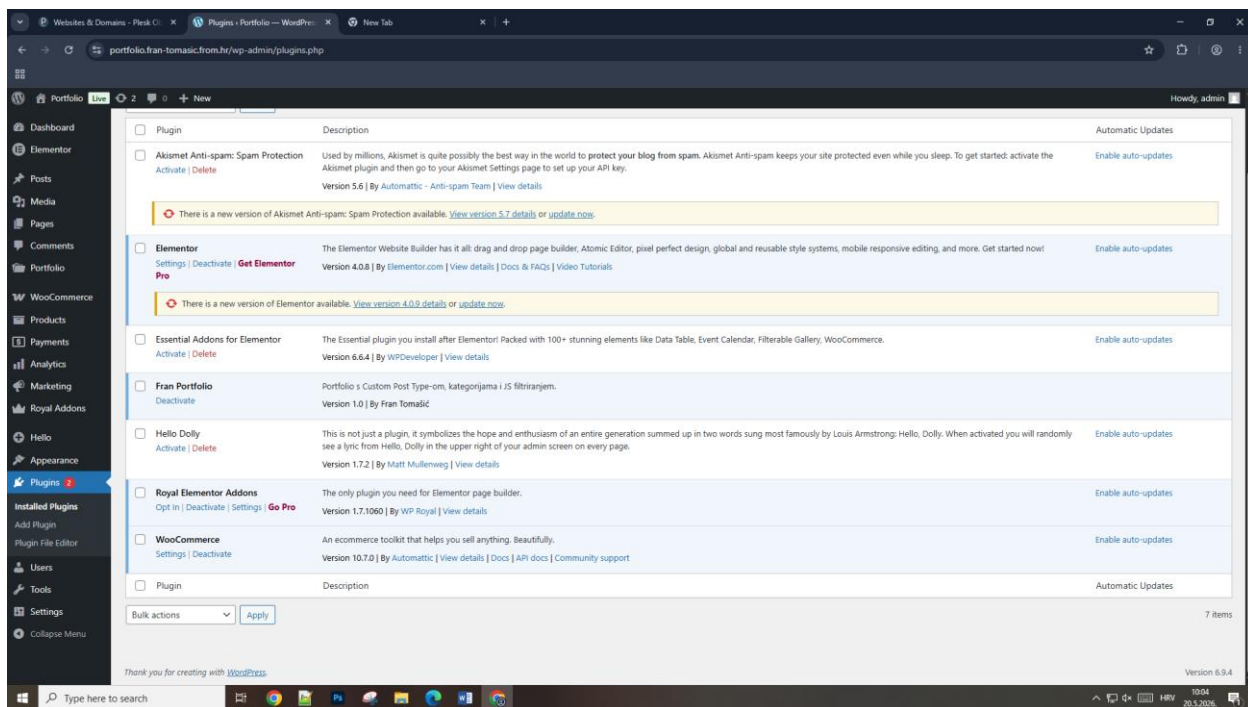 Websites & Domains - Plesk Ob
Plugins ‹ Portfolio — WordPres
New Tab
portfolio.fran-tomasic.from.hr/wp-admin/plugins.php
Portfolio Live 2 0 + New
Howdy, admin
Dashboard
Elementor
Posts
Media
Pages
Comments
Portfolio
WooCommerce
Products
Payments
Analytics
Marketing
Royal Addons
Hello
Appearance
Plugins 2
Installed Plugins
Add Plugin
Plugin File Editor
Users
Tools
Settings
Collapse Menu
Plugin Description Automatic Updates
Akismet Anti-spam: Spam Protection
Activate | Delete
Used by millions, Akismet is quite possibly the best way in the world to protect your blog from spam. Akismet Anti-spam keeps your site protected even while you sleep. To get started: activate the
Akismet plugin and then go to your Akismet Settings page to set up your API key.
Version 5.6 | By Automattic - Anti-spam Team | View details
Enable auto-updates
There is a new version of Akismet Anti-spam: Spam Protection available. View version 5.7 details or update now.
Elementor
Settings | Deactivate | Get Elementor
Pro
The Elementor Website Builder has it all: drag and drop page builder, Atomic Editor, pixel perfect design, global and reusable style systems, mobile responsive editing, and more. Get started now!
Version 4.0.8 | By Elementor.com | View details | Docs & FAQs | Video Tutorials
Enable auto-updates
There is a new version of Elementor available. View version 4.0.9 details or update now.
Essential Addons for Elementor
Activate | Delete
The Essential plugin you install after Elementor! Packed with 100+ stunning elements like Data Table, Event Calendar, Filterable Gallery, WooCommerce.
Version 6.6.4 | By WPDeveloper | View details
Enable auto-updates
Fran Portfolio
Deactivate
Portfolio s Custom Post Type-om, kategorijama i JS filtriranjem.
Version 1.0 | By Fran Tomašić
Hello Dolly
Activate | Delete
This is not just a plugin, it symbolizes the hope and enthusiasm of an entire generation summed up in two words sung most famously by Louis Armstrong: Hello, Dolly. When activated you will randomly
see a lyric from Hello, Dolly in the upper right of your admin screen on every page.
Version 1.7.2 | By Matt Mullenweg | View details
Enable auto-updates
Royal Elementor Addons
Opt In | Deactivate | Settings | Go Pro
The only plugin you need for Elementor page builder.
Version 1.7.1060 | By WP Royal | View details
Enable auto-updates
WooCommerce
Settings | Deactivate
An ecommerce toolkit that helps you sell anything. Beautifully.
Version 10.7.0 | By Automattic | View details | Docs | API docs | Community support
Enable auto-updates
Plugin Description Automatic Updates
Bulk actions Apply
7 items
Thank you for creating with WordPress.
Version 6.9.4
Type here to search
HRV
10:04
20.5.2026.